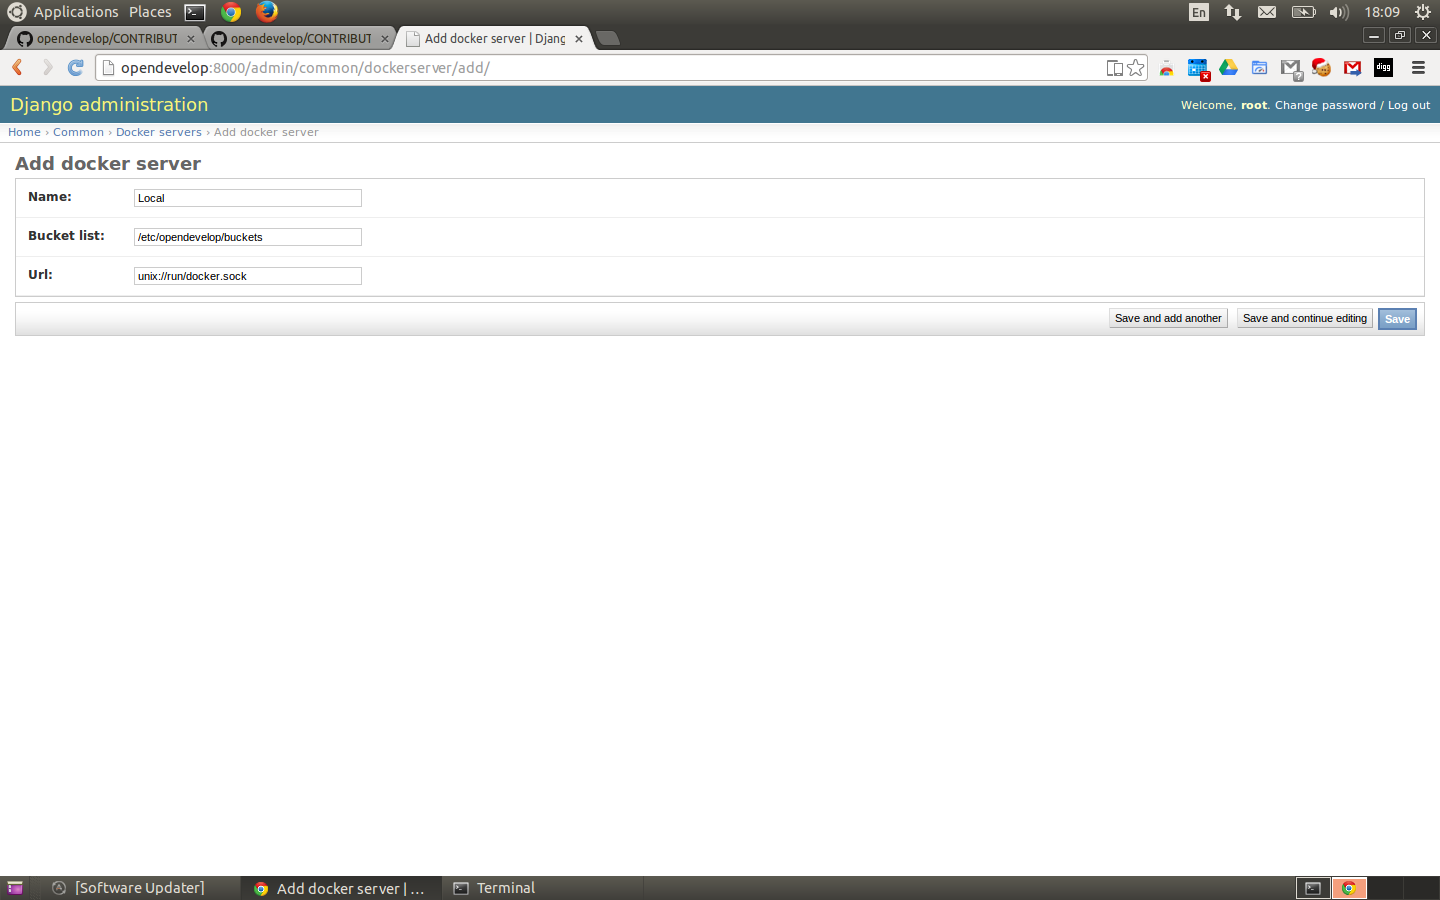 Applications Places
En 18:09
opendevelop/CONTRIBUT
opendevelop/CONTRIBUT
Add docker server | Djang
opendevelop:8000/admin/common/dockerserver/add/
digg
Django administration
Welcome, root. Change password / Log out
Home › Common › Docker servers › Add docker server
Add docker server
Name: Local
Bucket list: /etc/opendevelop/buckets
Url: unix://run/docker.sock
Save and add another Save and continue editing Save
[Software Updater] Add docker server | ... Terminal